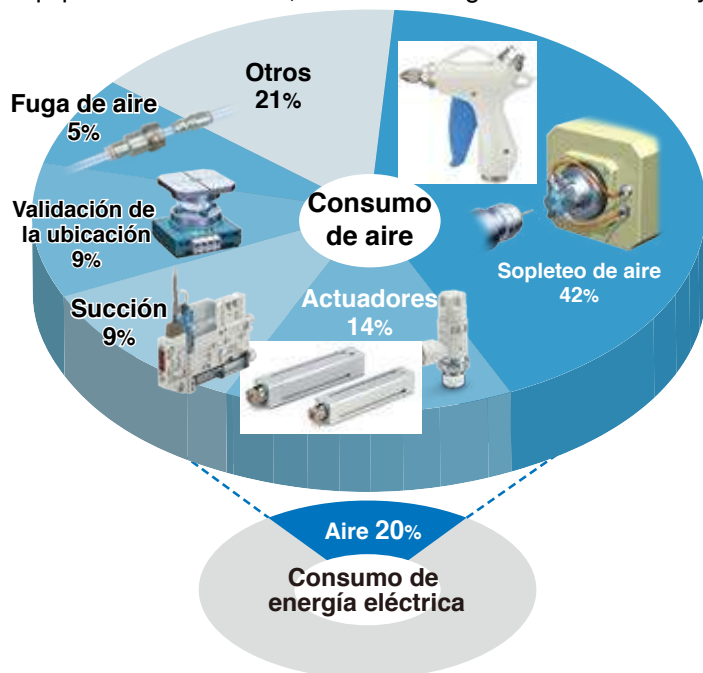 Otros
21%
Fuga de aire
5%
Validación de
la ubicación
9%
Succión
9%
Actuadores
14%
Consumo
de aire
Sopleteo de aire
42%
Aire 20%
Consumo de
energía eléctrica